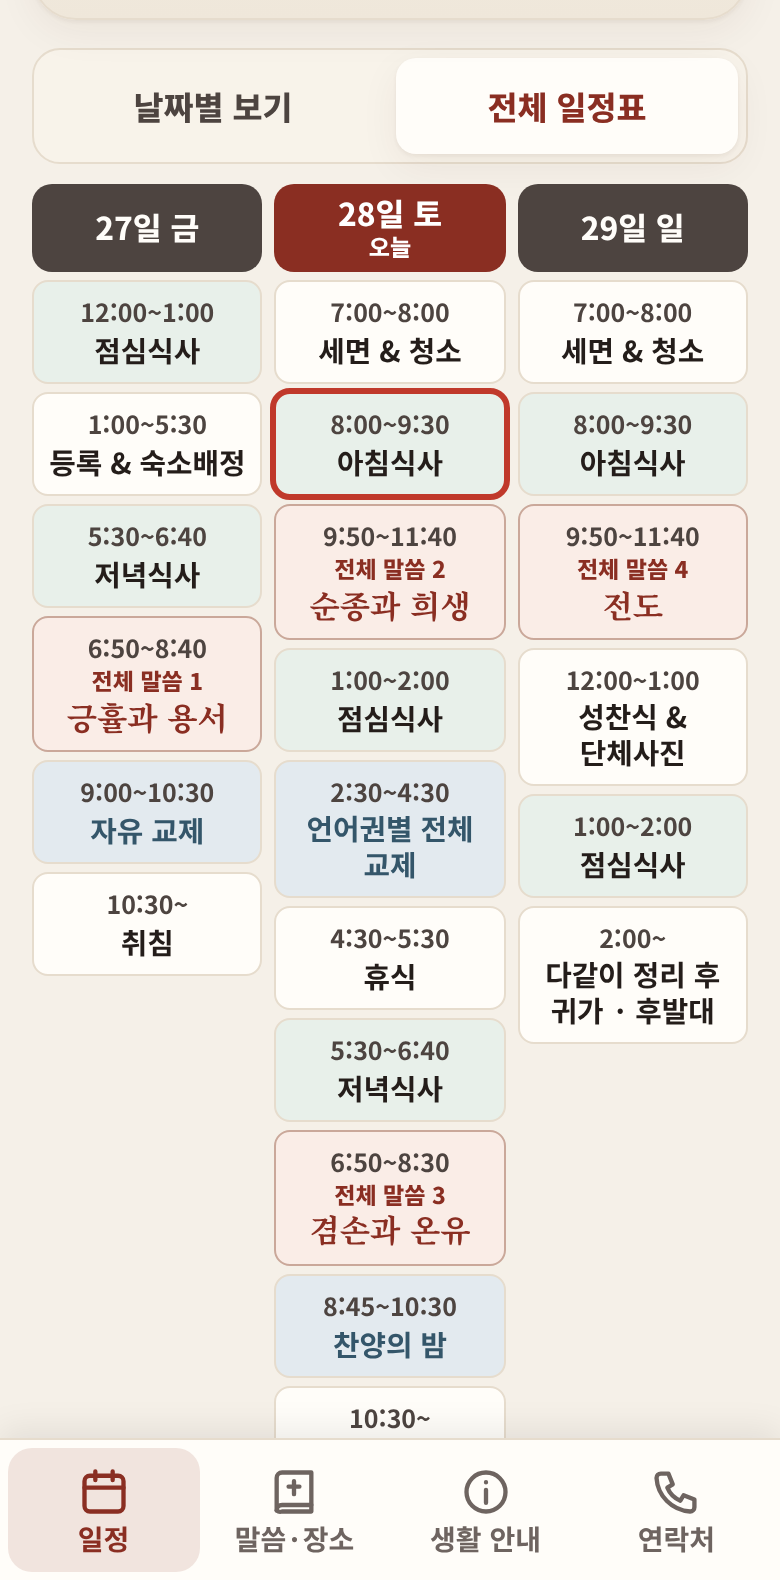 날짜별 보기
전체 일정표
27일 금
12:00~1:00
점심식사
1:00~5:30
등록 & 숙소배정
5:30~6:40
저녁식사
6:50~8:40
전체 말씀 1
긍휼과 용서
9:00~10:30
자유 교제
10:30~
취침
28일 토
오늘
7:00~8:00
세면 & 청소
8:00~9:30
아침식사
9:50~11:40
전체 말씀 2
순종과 희생
1:00~2:00
점심식사
2:30~4:30
언어권별 전체
교제
4:30~5:30
휴식
5:30~6:40
저녁식사
6:50~8:30
전체 말씀 3
겸손과 온유
8:45~10:30
찬양의 밤
10:30~
29일 일
7:00~8:00
세면 & 청소
8:00~9:30
아침식사
9:50~11:40
전체 말씀 4
전도
12:00~1:00
성찬식 &
단체사진
1:00~2:00
점심식사
2:00~
다같이 정리 후
귀가 · 후발대
일정
말씀·장소
생활 안내
연락처